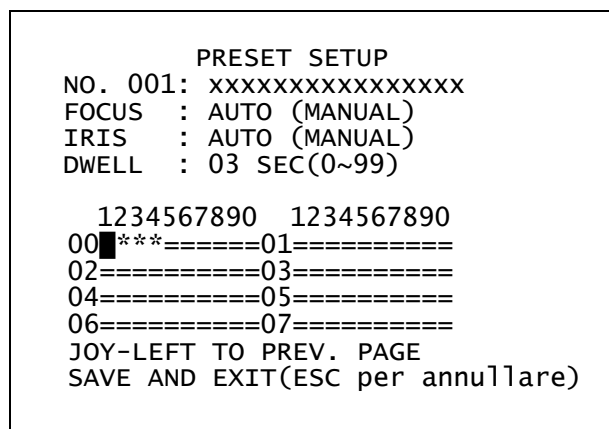 PRESET SETUP
NO. 001: xxxxxxxxxxxxxxxx
FOCUS : AUTO (MANUAL)
IRIS : AUTO (MANUAL)
DWELL : 03 SEC(0~99)
1234567890 1234567890
00█***======01==========
02==========03==========
04==========05==========
06==========07==========
JOY-LEFT TO PREV. PAGE
SAVE AND EXIT(ESC per annullare)